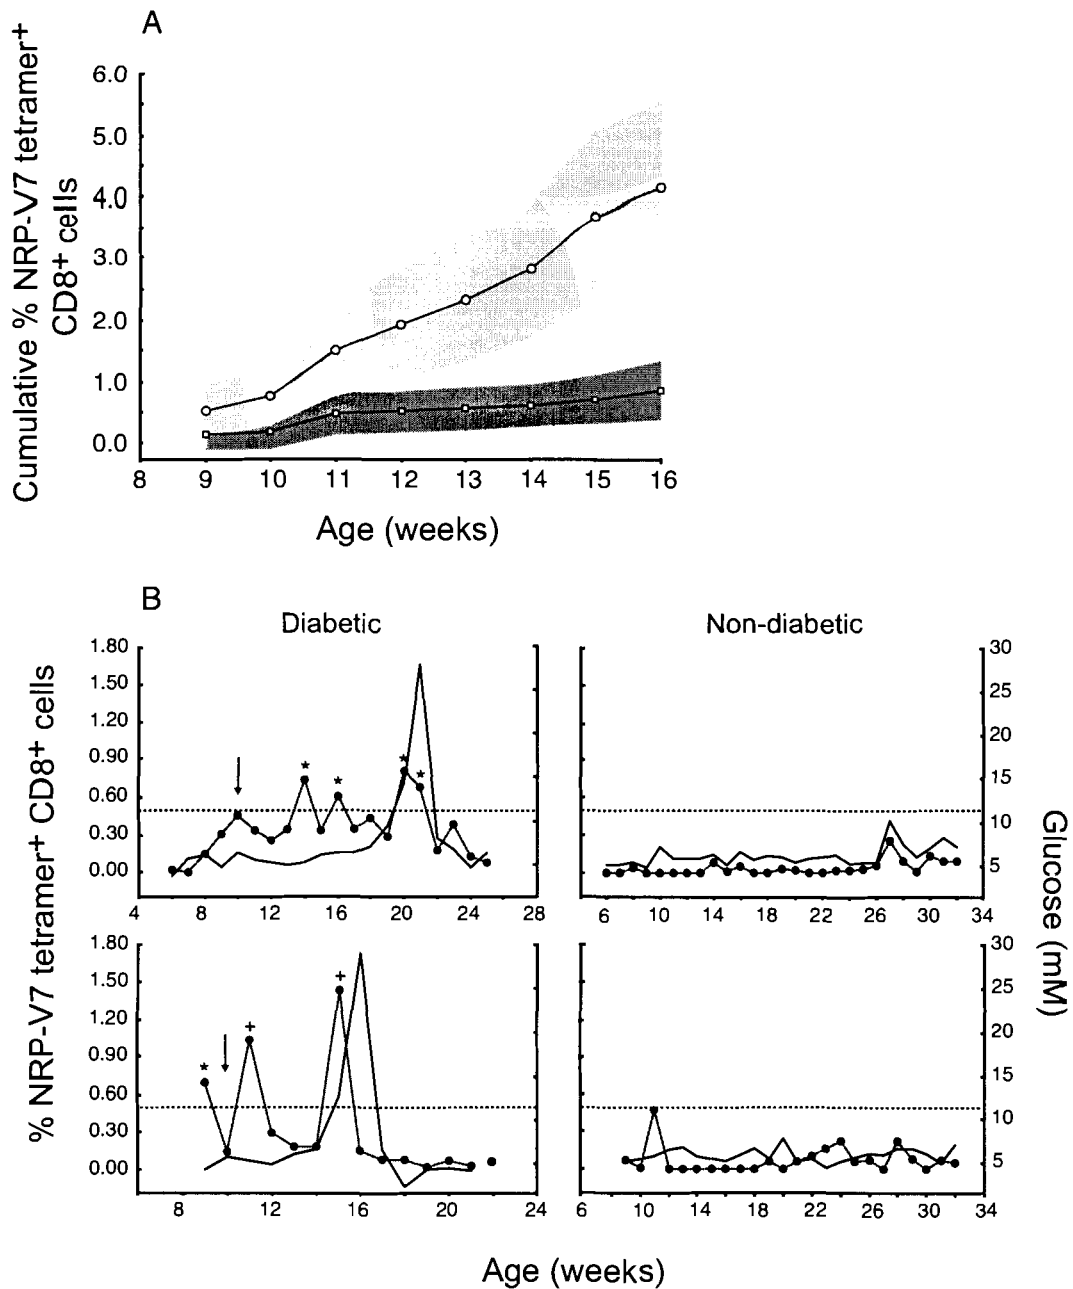 A
Cumulative % NRP-V7 tetramer+
CD8+ cells
6.0
5.0
4.0
3.0
2.0
1.0
0.0
8 9 10 11 12 13 14 15 16
Age (weeks)
B
Diabetic Non-diabetic
% NRP-V7 tetramer+ CD8+ cells
1.80
1.50
1.20
0.90
0.60
0.30
0.00
* * * *
4 8 12 16 20 24 28
30
25
20
15
10
5
6 10 14 18 22 26 30 34
Glucose (mM)
1.80
1.50
1.20
0.90
0.60
0.30
0.00
* + +
8 12 16 20 24
30
25
20
15
10
5
6 10 14 18 22 26 30 34
Age (weeks)